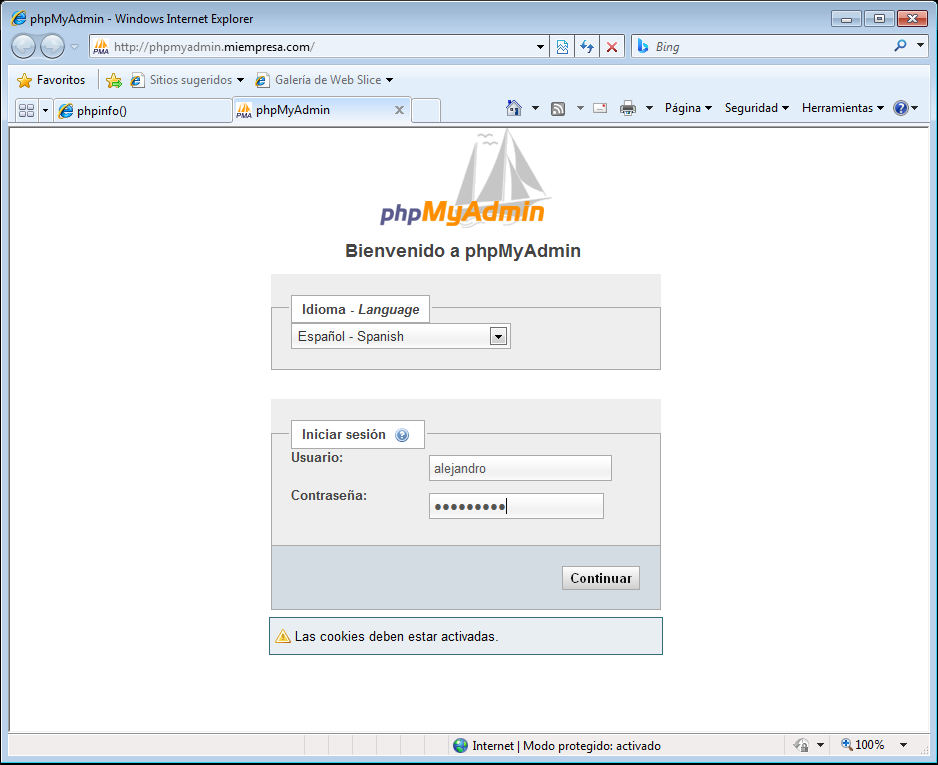 phpMyAdmin - Windows Internet Explorer
PMA http://phpmyadmin.miempresa.com/ Bing
Favoritos Sitios sugeridos Galería de Web Slice
phpinfo() PMA phpMyAdmin Página Seguridad Herramientas
phpMyAdmin
Bienvenido a phpMyAdmin
Idioma - Language
Español - Spanish
Iniciar sesión
Usuario: alejandro
Contraseña: ●●●●●●●●●
Continuar
Las cookies deben estar activadas.
Internet | Modo protegido: activado 100%